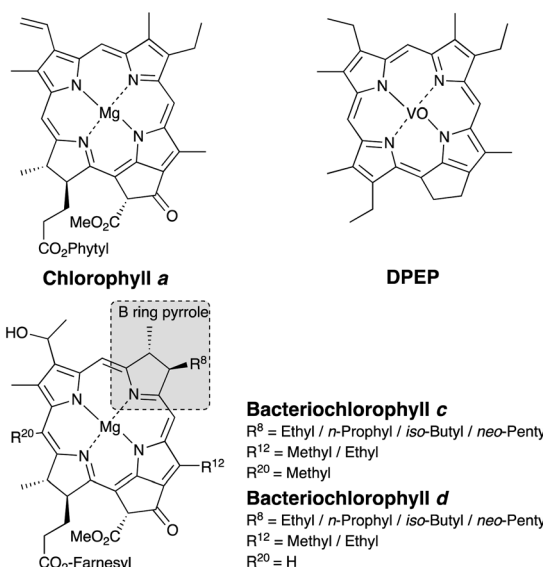 N
N
Mg
N
N
MeO₂C
O
CO₂Phytyl
Chlorophyll a
N
N
VO
N
N
DPEP
B ring pyrrole
HO
R⁸
N
N
Mg
R²⁰
N
N
R¹²
MeO₂C
O
CO₂-Farnesyl
Bacteriochlorophyll c
R⁸ = Ethyl / n-Prophyl / iso-Butyl / neo-Penty
R¹² = Methyl / Ethyl
R²⁰ = Methyl
Bacteriochlorophyll d
R⁸ = Ethyl / n-Prophyl / iso-Butyl / neo-Penty
R¹² = Methyl / Ethyl
R²⁰ = H